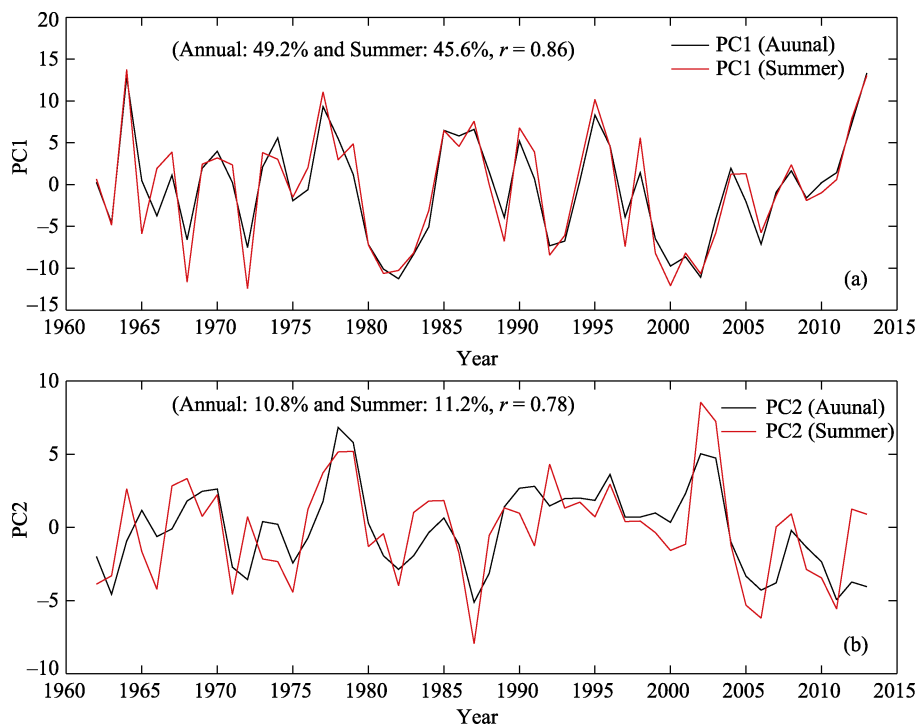 20
(Annual: 49.2% and Summer: 45.6%, r = 0.86)
PC1 (Auunal)
PC1 (Summer)
15
10
5
0
–5
–10
–15
PC1
(a)
1960 1965 1970 1975 1980 1985 1990 1995 2000 2005 2010 2015
Year
10
(Annual: 10.8% and Summer: 11.2%, r = 0.78)
PC2 (Auunal)
PC2 (Summer)
5
0
–5
–10
PC2
(b)
1960 1965 1970 1975 1980 1985 1990 1995 2000 2005 2010 2015
Year